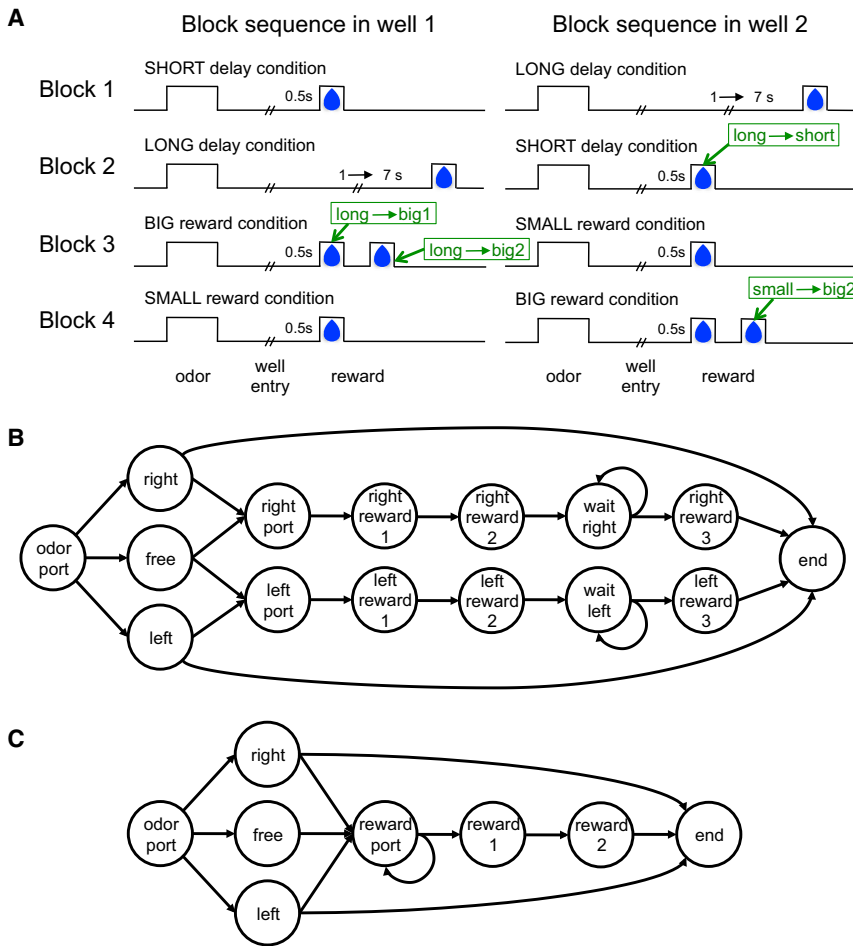 A
Block sequence in well 1
Block sequence in well 2
Block 1
SHORT delay condition
0.5s
LONG delay condition
1 → 7 s
Block 2
LONG delay condition
1 → 7 s
SHORT delay condition
0.5s
long → short
Block 3
BIG reward condition
0.5s
long → big1
long → big2
SMALL reward condition
0.5s
Block 4
SMALL reward condition
0.5s
BIG reward condition
0.5s
small → big2
odor
well
entry
reward
odor
well
entry
reward
B
odor
port
right
free
left
right
port
right
reward
1
right
reward
2
wait
right
right
reward
3
left
port
left
reward
1
left
reward
2
wait
left
left
reward
3
end
C
odor
port
right
free
left
reward
port
reward
1
reward
2
end